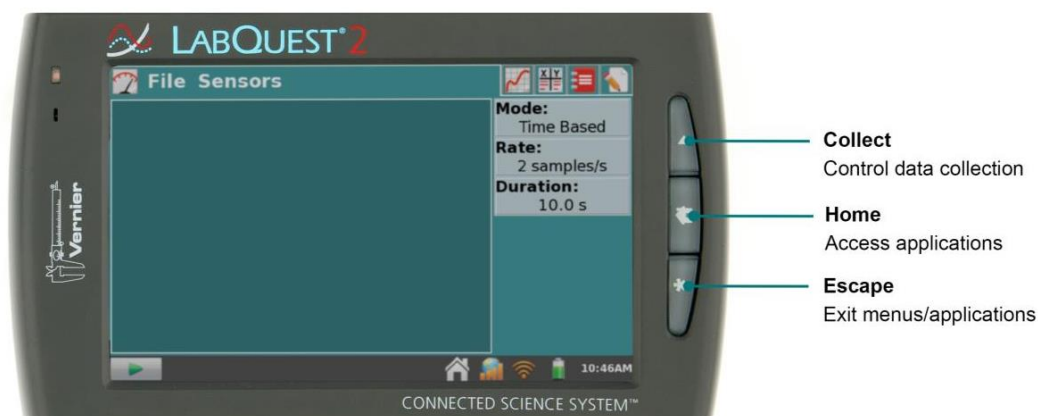 LABQUEST®2
File Sensors
X Y
Mode:
Time Based
Rate:
2 samples/s
Duration:
10.0 s
Vernier
10:46AM
CONNECTED SCIENCE SYSTEM™
Collect
Control data collection
Home
Access applications
Escape
Exit menus/applications